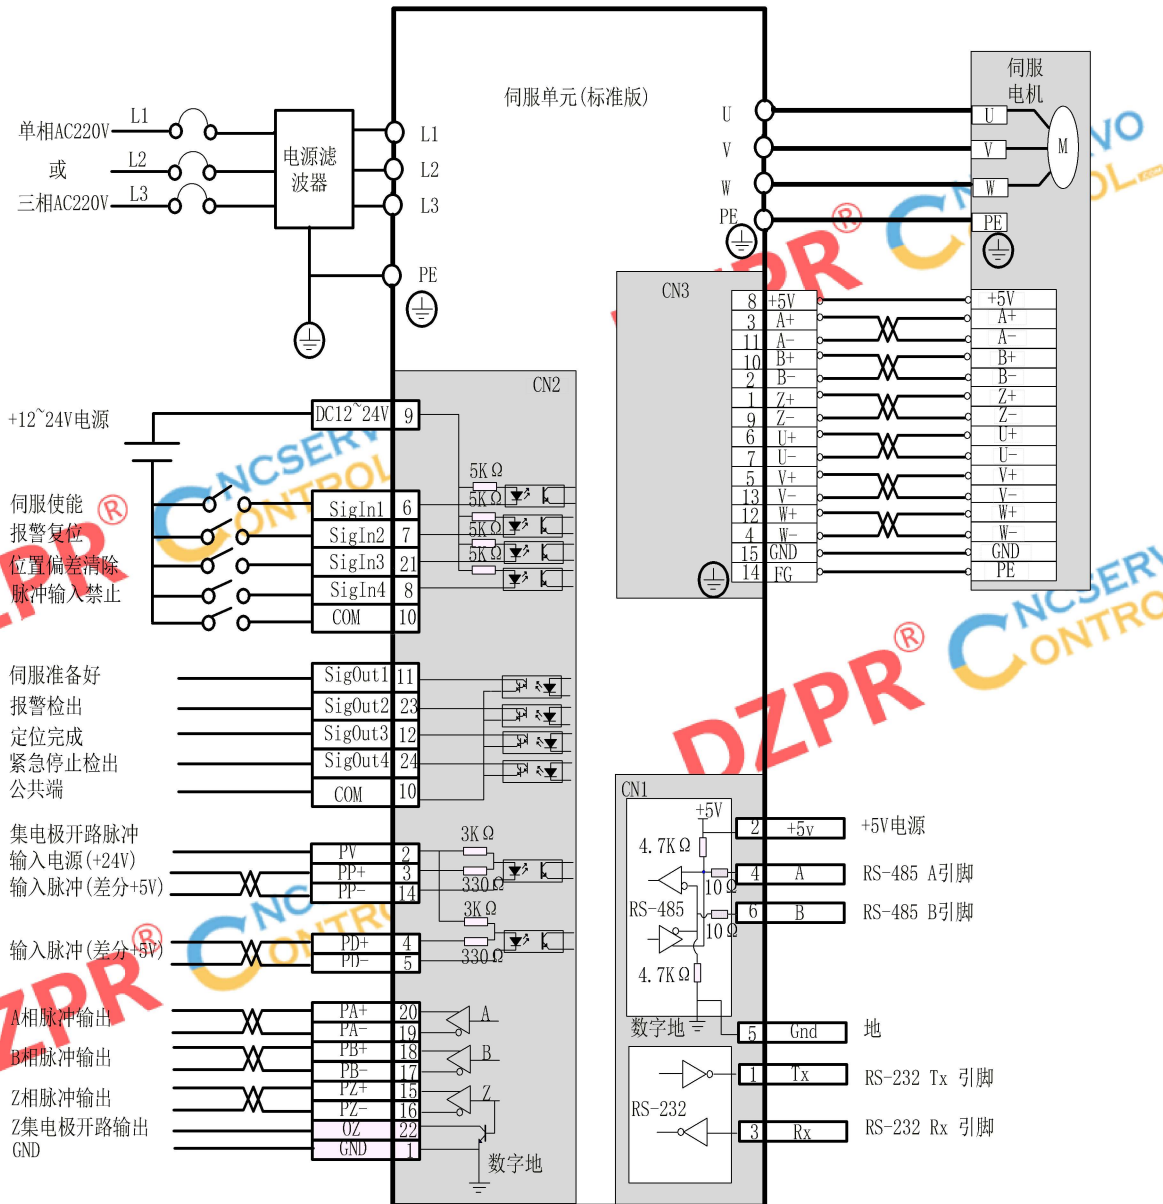 伺服单元(标准版)
单相AC220V
或
三相AC220V
L1
L2
L3
电源滤
波器
L1
L2
L3
PE
U
V
W
PE
伺服
电机
U
V
W
PE
M
CN3
8 +5V +5V
3 A+ A+
11 A- A-
10 B+ B+
2 B- B-
1 Z+ Z+
9 Z- Z-
6 U+ U+
7 U- U-
5 V+ V+
13 V- V-
12 W+ W+
4 W- W-
15 GND GND
14 FG PE
CN2
+12~24V电源
DC12~24V 9
5KΩ
5KΩ
5KΩ
5KΩ
伺服使能
报警复位
位置偏差清除
脉冲输入禁止
SigIn1 6
SigIn2 7
SigIn3 21
SigIn4 8
COM 10
伺服准备好
报警检出
定位完成
紧急停止检出
公共端
SigOut1 11
SigOut2 23
SigOut3 12
SigOut4 24
COM 10
集电极开路脉冲
输入电源(+24V)
输入脉冲(差分+5V)
PV 2
PP+ 3
PP- 14
3KΩ
330Ω
3KΩ
330Ω
输入脉冲(差分+5V)
PD+ 4
PD- 5
A相脉冲输出
B相脉冲输出
Z相脉冲输出
Z集电极开路输出
GND
PA+ 20
PA- 19
PB+ 18
PB- 17
PZ+ 15
PZ- 16
OZ 22
GND 1
A
B
Z
数字地
CN1
+5V
4.7KΩ
10Ω
RS-485
10Ω
4.7KΩ
数字地
RS-232
2 +5v +5V电源
4 A RS-485 A引脚
6 B RS-485 B引脚
5 Gnd 地
1 Tx RS-232 Tx 引脚
3 Rx RS-232 Rx 引脚
DZPR®
NCSERVO
CONTROL